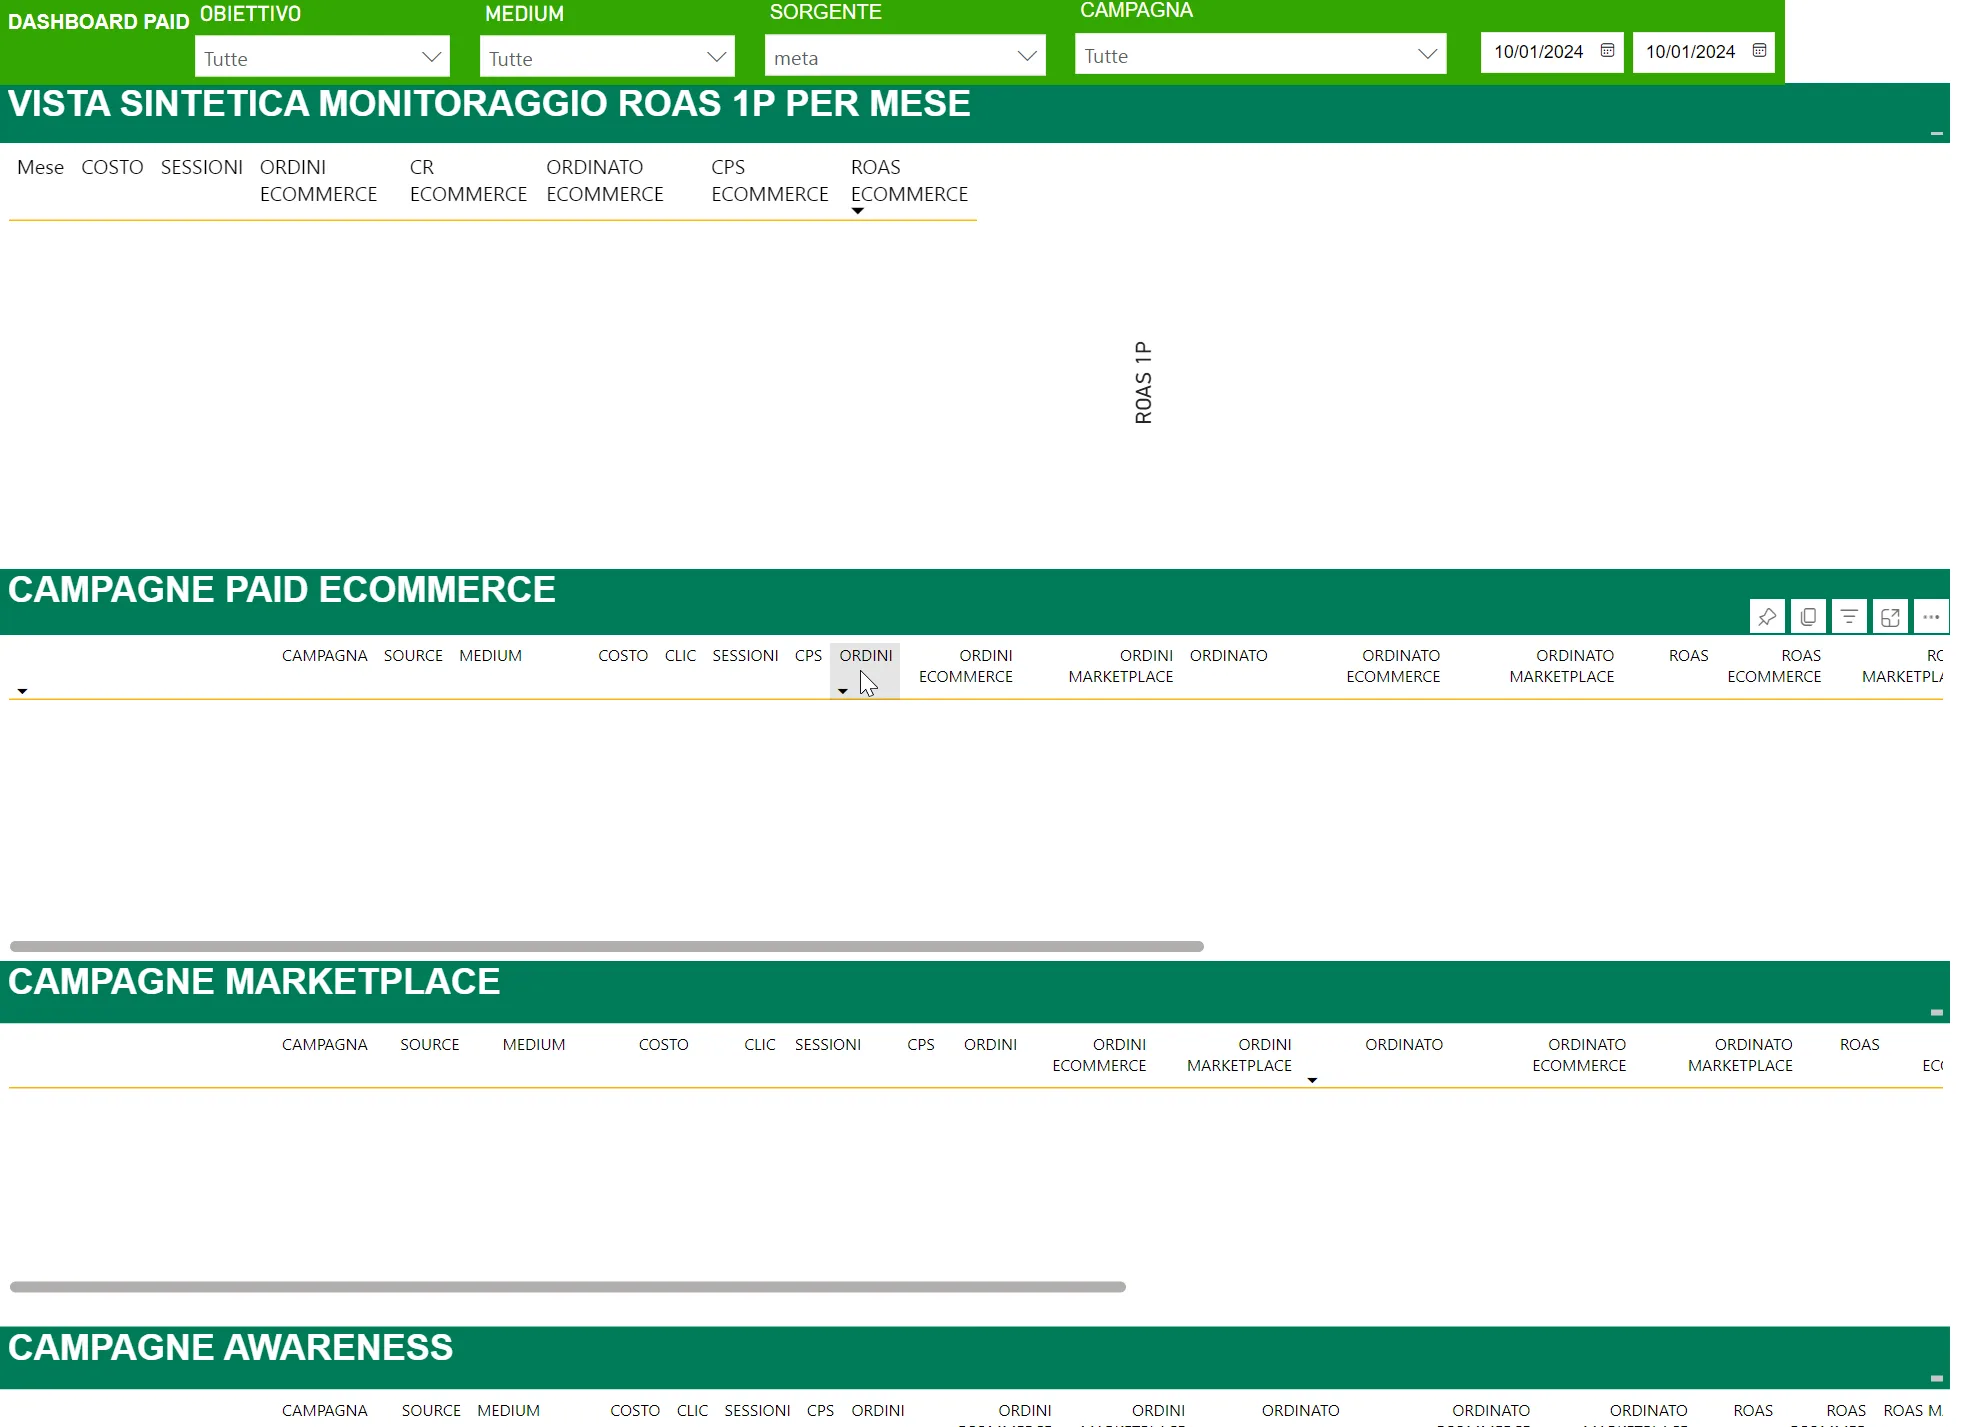 DASHBOARD PAID
OBIETTIVO
MEDIUM
SORGENTE
CAMPAGNA
Tutte
Tutte
meta
Tutte
10/01/2024
10/01/2024
VISTA SINTETICA MONITORAGGIO ROAS 1P PER MESE
Mese COSTO SESSIONI ORDINI CR ORDINATO CPS ROAS
ECOMMERCE ECOMMERCE ECOMMERCE ECOMMERCE ECOMMERCE
ROAS 1P
CAMPAGNE PAID ECOMMERCE
CAMPAGNA SOURCE MEDIUM COSTO CLIC SESSIONI CPS ORDINI ORDINI ORDINI ORDINATO ORDINATO ORDINATO ROAS ROAS
ECOMMERCE MARKETPLACE ECOMMERCE MARKETPLACE ECOMMERCE
CAMPAGNE MARKETPLACE
CAMPAGNA SOURCE MEDIUM COSTO CLIC SESSIONI CPS ORDINI ORDINI ORDINI ORDINATO ORDINATO ORDINATO ROAS
ECOMMERCE MARKETPLACE ECOMMERCE MARKETPLACE
CAMPAGNE AWARENESS
CAMPAGNA SOURCE MEDIUM COSTO CLIC SESSIONI CPS ORDINI ORDINI ORDINI ORDINATO ORDINATO ORDINATO ROAS ROAS ROAS